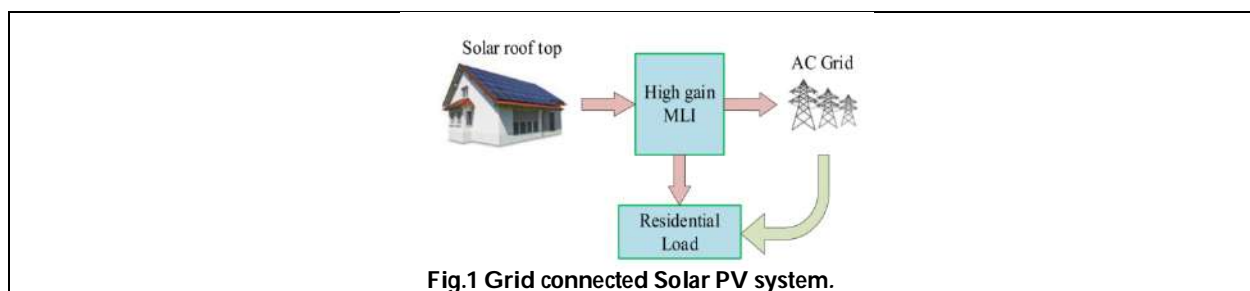 Solar roof top
AC Grid
High gain
MLI
Residential
Load
Fig.1 Grid connected Solar PV system.